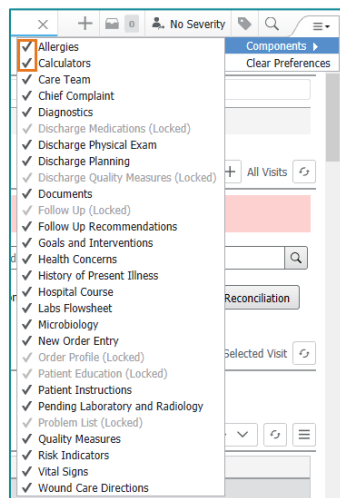 0 No Severity
Components
Clear Preferences
Allergies
Calculators
Care Team
Chief Complaint
Diagnostics
Discharge Medications (Locked)
Discharge Physical Exam
Discharge Planning
Discharge Quality Measures (Locked)
All Visits
Documents
Follow Up (Locked)
Follow Up Recommendations
Goals and Interventions
Health Concerns
History of Present Illness
Hospital Course
Reconciliation
Labs Flowsheet
Microbiology
New Order Entry
Order Profile (Locked)
Selected Visit
Patient Education (Locked)
Patient Instructions
Pending Laboratory and Radiology
Problem List (Locked)
Quality Measures
Risk Indicators
Vital Signs
Wound Care Directions